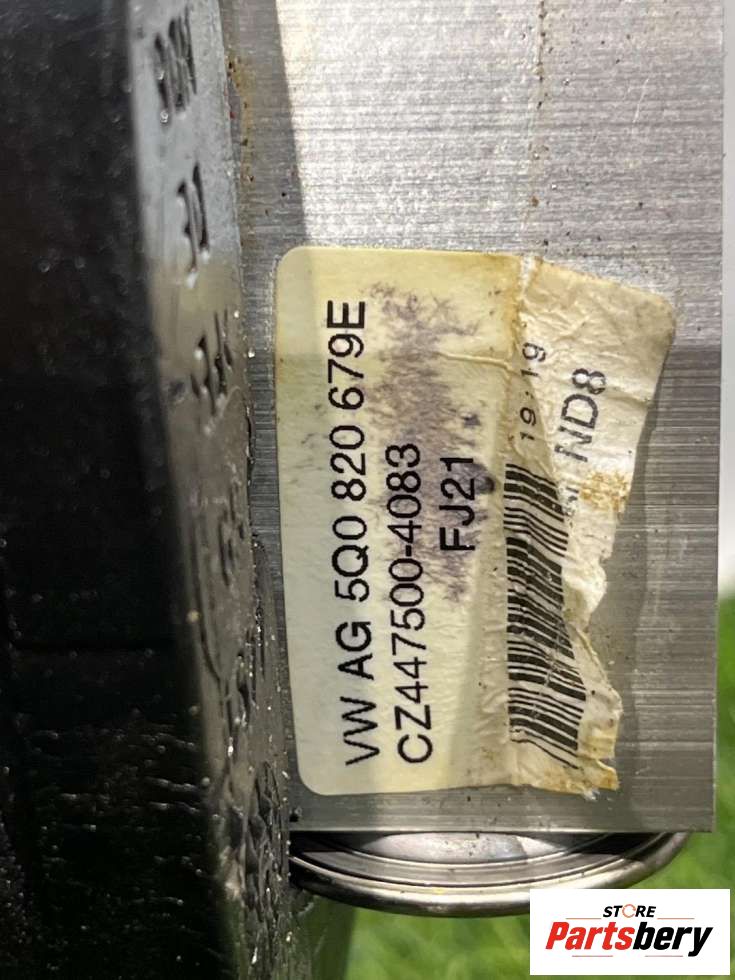 VW AG 5Q0 820 679E
CZ447500-4083
FJ21
19 19
ND8
STORE
Partsbery